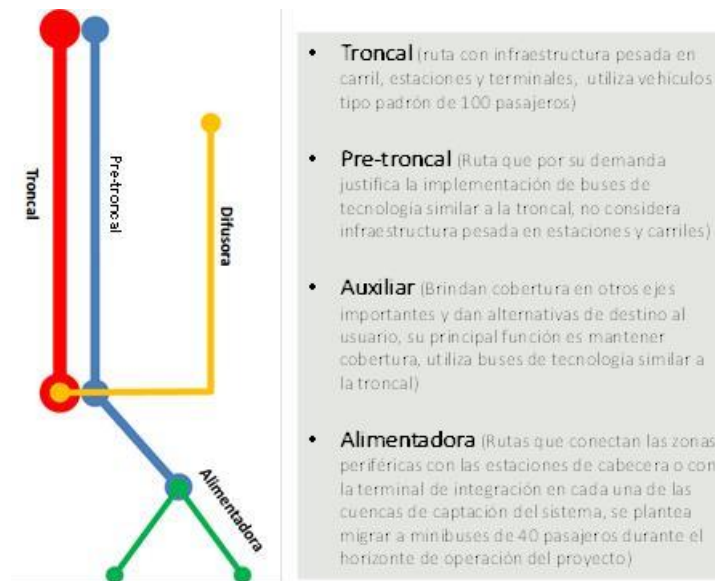 Troncal
Pre-troncal
Difusora
Alimentadora
• Troncal (ruta con infraestructura pesada en
carril, estaciones y terminales, utiliza vehículos
tipo padrón de 100 pasajeros)
• Pre-troncal (Ruta que por su demanda
justifica la implementación de buses de
tecnología similar a la troncal, no considera
infraestructura pesada en estaciones y carriles)
• Auxiliar (Brindan cobertura en otros ejes
importantes y dan alternativas de destino al
usuario, su principal función es mantener
cobertura, utiliza buses de tecnología similar a
la troncal)
• Alimentadora (Rutas que conectan las zonas
periféricas con las estaciones de cabecera o con
la terminal de integración en cada una de las
cuencas de captación del sistema, se plantea
migrar a minibuses de 40 pasajeros durante el
horizonte de operación del proyecto)